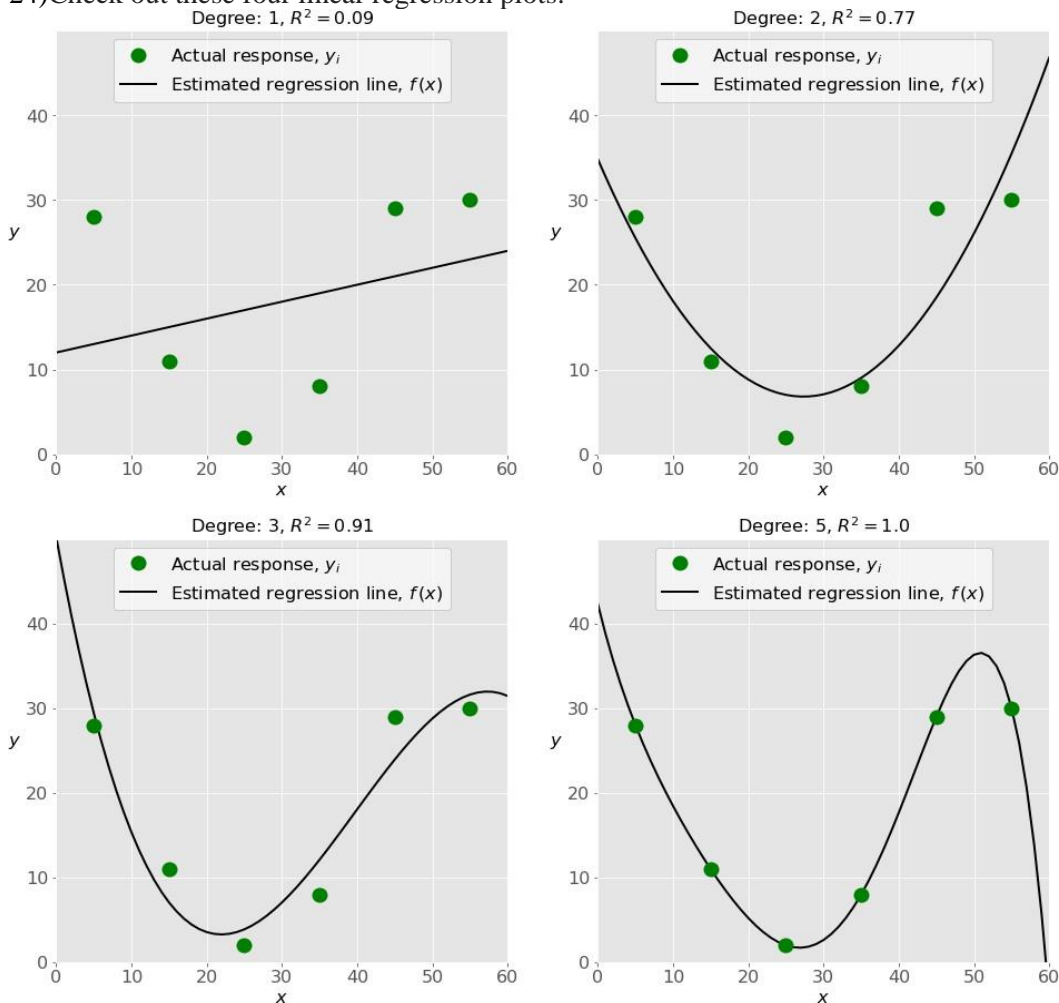 24)Check out these four linear regression plots:
Degree: 1, R² = 0.09
Actual response, yᵢ
Estimated regression line, f(x)
40
30
y
20
10
0
0 10 20 30 40 50 60
x
Degree: 2, R² = 0.77
Actual response, yᵢ
Estimated regression line, f(x)
40
30
y
20
10
0
0 10 20 30 40 50 60
x
Degree: 3, R² = 0.91
Actual response, yᵢ
Estimated regression line, f(x)
40
30
y
20
10
0
0 10 20 30 40 50 60
x
Degree: 5, R² = 1.0
Actual response, yᵢ
Estimated regression line, f(x)
40
30
y
20
10
0
0 10 20 30 40 50 60
x